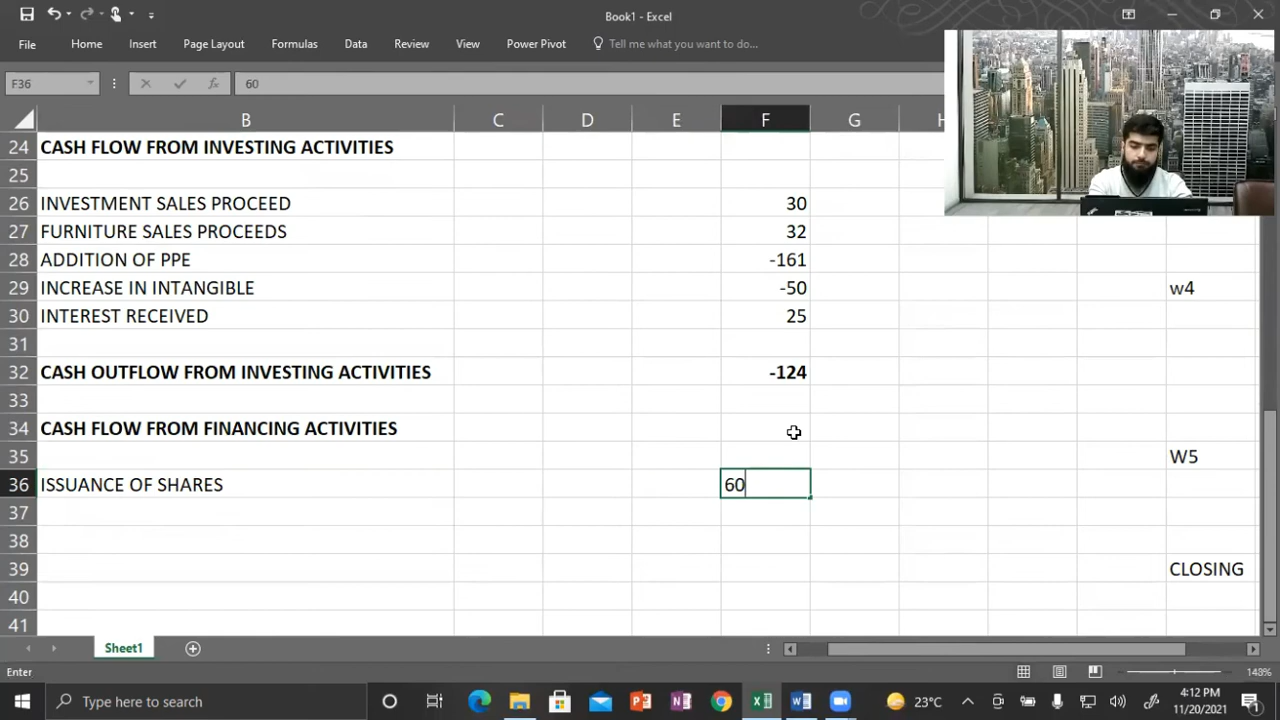 Book1 - Excel
File Home Insert Page Layout Formulas Data Review View Power Pivot Tell me what you want to do...
F36 fx 60
B C D E F G H
24 CASH FLOW FROM INVESTING ACTIVITIES
25
26 INVESTMENT SALES PROCEED 30
27 FURNITURE SALES PROCEEDS 32
28 ADDITION OF PPE -161
29 INCREASE IN INTANGIBLE -50 w4
30 INTEREST RECEIVED 25
31
32 CASH OUTFLOW FROM INVESTING ACTIVITIES -124
33
34 CASH FLOW FROM FINANCING ACTIVITIES
35 W5
36 ISSUANCE OF SHARES 60
37
38
39 CLOSING
40
41
Sheet1
Enter 148%
Type here to search 23°C 4:12 PM
11/20/2021